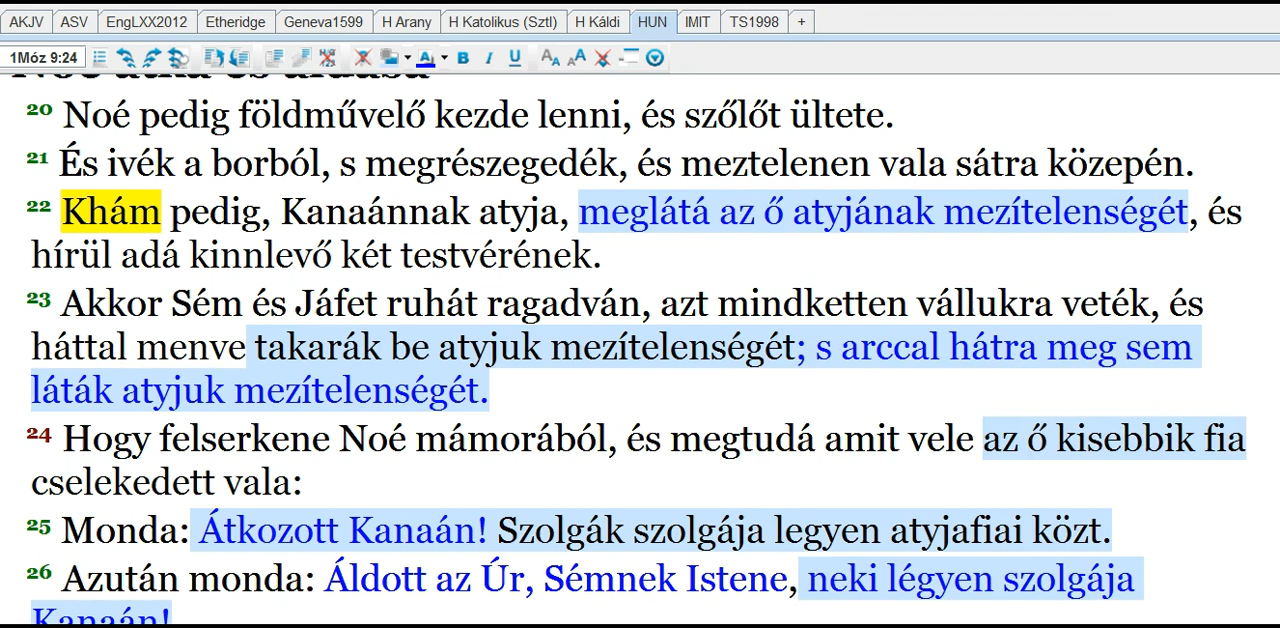 AKJV ASV EngLXX2012 Etheridge Geneva1599 H Arany H Katolikus (Sztl) H Káldi HUN IMIT TS1998 +
1Móz 9:24
Noé átka és áldása
20 Noé pedig földművelő kezde lenni, és szőlőt ültete.
21 És ivék a borból, s megrészegedék, és meztelenen vala sátra közepén.
22 Khám pedig, Kanaánnak atyja, meglátá az ő atyjának mezítelenségét, és
hírül adá kinnlevő két testvérének.
23 Akkor Sém és Jáfet ruhát ragadván, azt mindketten vállukra veték, és
háttal menve takarák be atyjuk mezítelenségét; s arccal hátra meg sem
láták atyjuk mezítelenségét.
24 Hogy felserkene Noé mámorából, és megtudá amit vele az ő kisebbik fia
cselekedett vala:
25 Monda: Átkozott Kanaán! Szolgák szolgája legyen atyjafiai közt.
26 Azután monda: Áldott az Úr, Sémnek Istene, neki légyen szolgája
Kanaán!